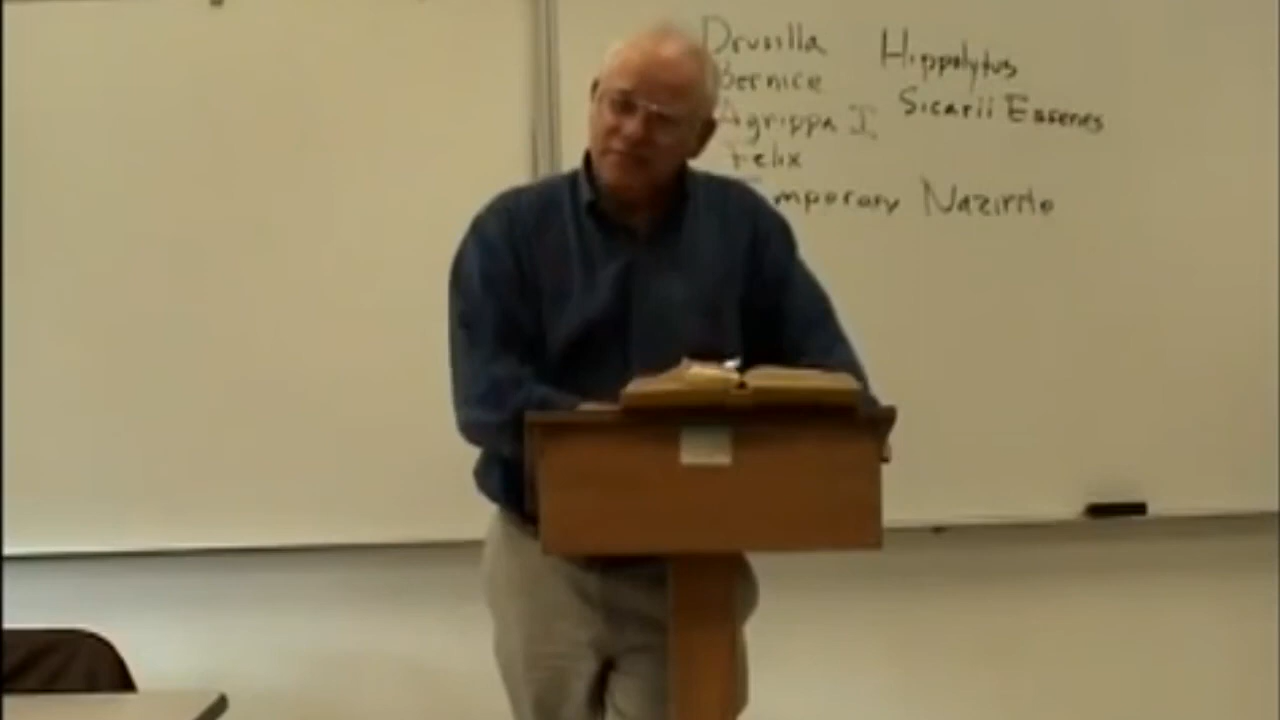 Drusilla Hippolytus
Bernice
Agrippa I Sicarii Essenes
Felix
mporary Nazirite